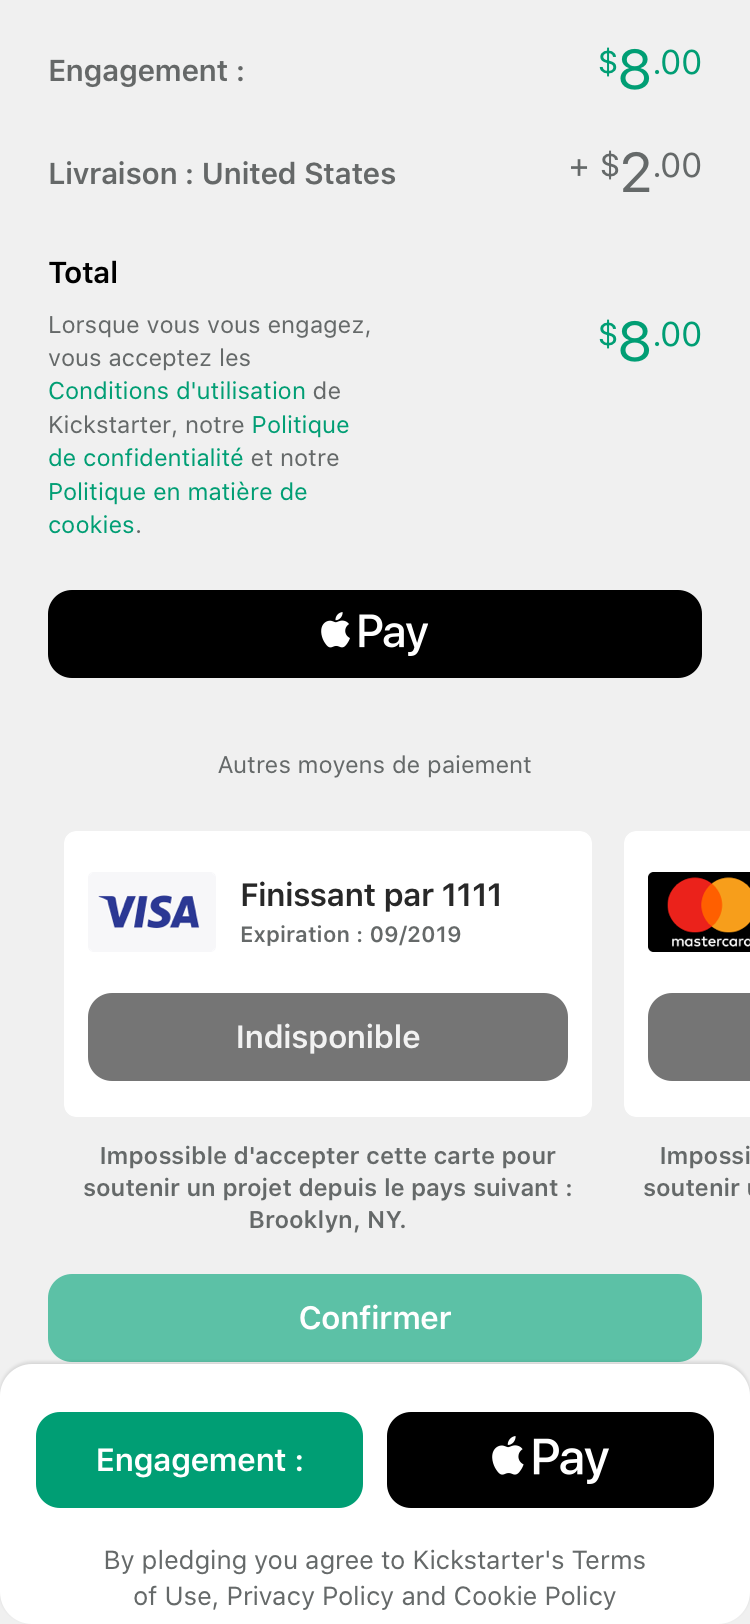 Engagement : $8.00
Livraison : United States + $2.00
Total
Lorsque vous vous engagez,
vous acceptez les $8.00
Conditions d'utilisation de
Kickstarter, notre Politique
de confidentialité et notre
Politique en matière de
cookies.
Pay
Autres moyens de paiement
VISA Finissant par 1111
Expiration : 09/2019
mastercard
Indisponible
Impossible d'accepter cette carte pour
soutenir un projet depuis le pays suivant :
Brooklyn, NY.
Impossi
soutenir
Confirmer
Engagement : Pay
By pledging you agree to Kickstarter's Terms
of Use, Privacy Policy and Cookie Policy